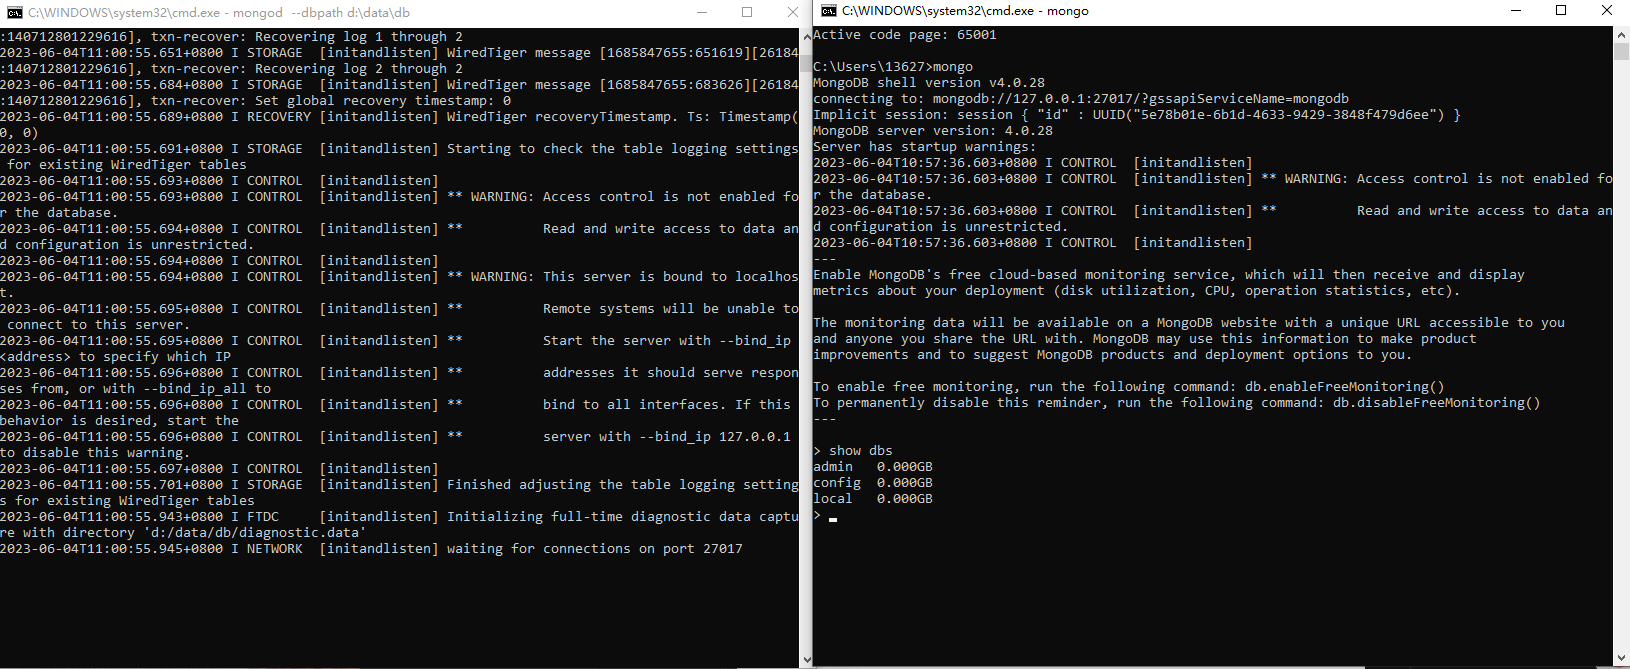 C:\WINDOWS\system32\cmd.exe - mongod  --dbpath d:\data\db
:140712801229616], txn-recover: Recovering log 1 through 2
2023-06-04T11:00:55.651+0800 I STORAGE  [initandlisten] WiredTiger message [1685847655:651619][26184
:140712801229616], txn-recover: Recovering log 2 through 2
2023-06-04T11:00:55.684+0800 I STORAGE  [initandlisten] WiredTiger message [1685847655:683626][26184
:140712801229616], txn-recover: Set global recovery timestamp: 0
2023-06-04T11:00:55.689+0800 I RECOVERY [initandlisten] WiredTiger recoveryTimestamp. Ts: Timestamp(
0, 0)
2023-06-04T11:00:55.691+0800 I STORAGE  [initandlisten] Starting to check the table logging settings
 for existing WiredTiger tables
2023-06-04T11:00:55.693+0800 I CONTROL  [initandlisten]
2023-06-04T11:00:55.693+0800 I CONTROL  [initandlisten] ** WARNING: Access control is not enabled fo
r the database.
2023-06-04T11:00:55.694+0800 I CONTROL  [initandlisten] **          Read and write access to data an
d configuration is unrestricted.
2023-06-04T11:00:55.694+0800 I CONTROL  [initandlisten]
2023-06-04T11:00:55.694+0800 I CONTROL  [initandlisten] ** WARNING: This server is bound to localhos
t.
2023-06-04T11:00:55.695+0800 I CONTROL  [initandlisten] **          Remote systems will be unable to
 connect to this server.
2023-06-04T11:00:55.695+0800 I CONTROL  [initandlisten] **          Start the server with --bind_ip
<address> to specify which IP
2023-06-04T11:00:55.696+0800 I CONTROL  [initandlisten] **          addresses it should serve respon
ses from, or with --bind_ip_all to
2023-06-04T11:00:55.696+0800 I CONTROL  [initandlisten] **          bind to all interfaces. If this
behavior is desired, start the
2023-06-04T11:00:55.696+0800 I CONTROL  [initandlisten] **          server with --bind_ip 127.0.0.1
to disable this warning.
2023-06-04T11:00:55.697+0800 I CONTROL  [initandlisten]
2023-06-04T11:00:55.701+0800 I STORAGE  [initandlisten] Finished adjusting the table logging setting
s for existing WiredTiger tables
2023-06-04T11:00:55.943+0800 I FTDC     [initandlisten] Initializing full-time diagnostic data captu
re with directory 'd:/data/db/diagnostic.data'
2023-06-04T11:00:55.945+0800 I NETWORK  [initandlisten] waiting for connections on port 27017
C:\WINDOWS\system32\cmd.exe - mongo
Active code page: 65001
C:\Users\13627>mongo
MongoDB shell version v4.0.28
connecting to: mongodb://127.0.0.1:27017/?gssapiServiceName=mongodb
Implicit session: session { "id" : UUID("5e78b01e-6b1d-4633-9429-3848f479d6ee") }
MongoDB server version: 4.0.28
Server has startup warnings:
2023-06-04T10:57:36.603+0800 I CONTROL  [initandlisten]
2023-06-04T10:57:36.603+0800 I CONTROL  [initandlisten] ** WARNING: Access control is not enabled fo
r the database.
2023-06-04T10:57:36.603+0800 I CONTROL  [initandlisten] **          Read and write access to data an
d configuration is unrestricted.
2023-06-04T10:57:36.603+0800 I CONTROL  [initandlisten]
---
Enable MongoDB's free cloud-based monitoring service, which will then receive and display
metrics about your deployment (disk utilization, CPU, operation statistics, etc).
The monitoring data will be available on a MongoDB website with a unique URL accessible to you
and anyone you share the URL with. MongoDB may use this information to make product
improvements and to suggest MongoDB products and deployment options to you.
To enable free monitoring, run the following command: db.enableFreeMonitoring()
To permanently disable this reminder, run the following command: db.disableFreeMonitoring()
---
> show dbs
admin   0.000GB
config  0.000GB
local   0.000GB
>